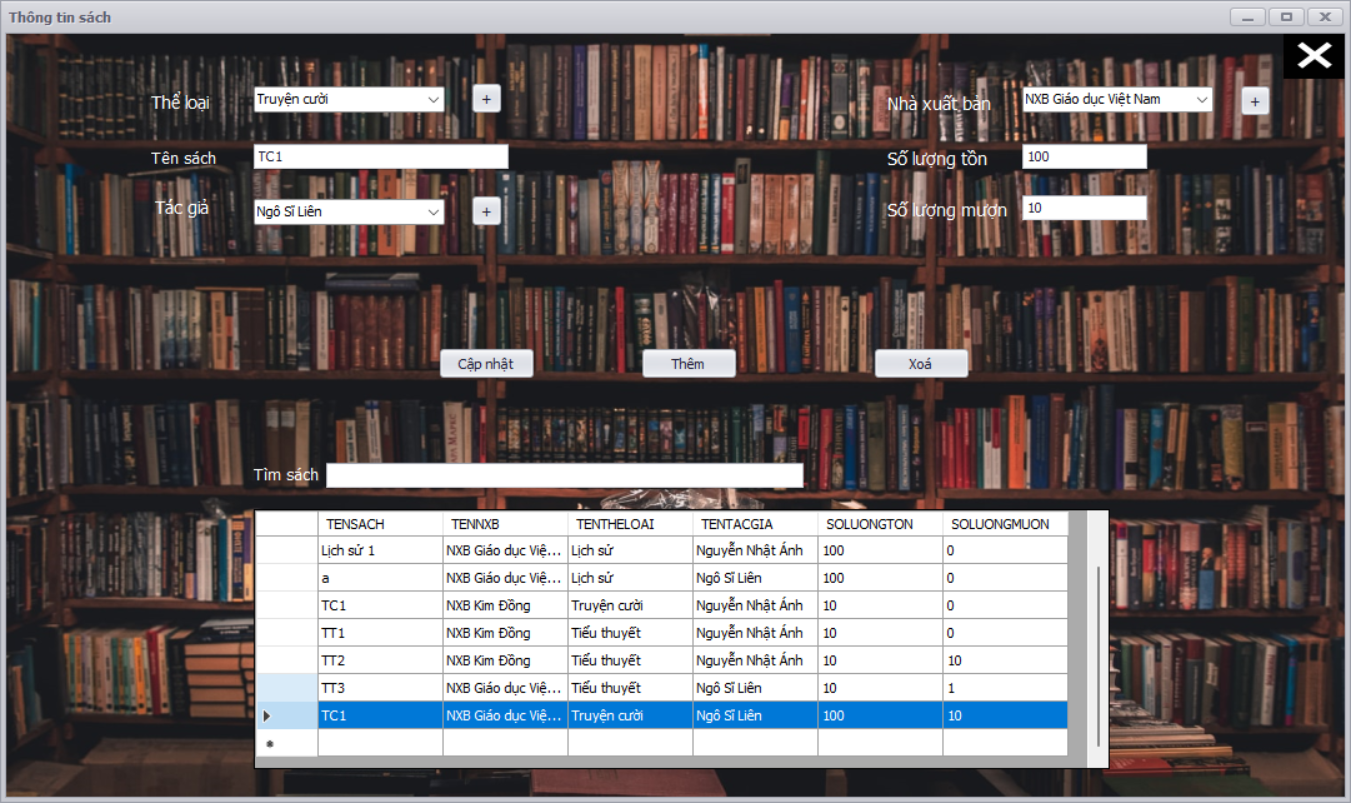 Thông tin sách
Thể loại Truyện cười + Nhà xuất bản NXB Giáo dục Việt Nam +
Tên sách TC1 Số lượng tồn 100
Tác giả Ngô Sĩ Liên + Số lượng mượn 10
Cập nhật Thêm Xoá
Tìm sách
TENSACH TENNXB TENTHELOAI TENTACGIA SOLUONGTON SOLUONGMUON
Lịch sử 1 NXB Giáo dục Việ... Lịch sử Nguyễn Nhật Ánh 100 0
a NXB Giáo dục Việ... Lịch sử Ngô Sĩ Liên 100 0
TC1 NXB Kim Đồng Truyện cười Nguyễn Nhật Ánh 10 0
TT1 NXB Kim Đồng Tiểu thuyết Nguyễn Nhật Ánh 10 0
TT2 NXB Kim Đồng Tiểu thuyết Nguyễn Nhật Ánh 10 10
TT3 NXB Giáo dục Việ... Tiểu thuyết Ngô Sĩ Liên 10 1
TC1 NXB Giáo dục Việ... Truyện cười Ngô Sĩ Liên 100 10